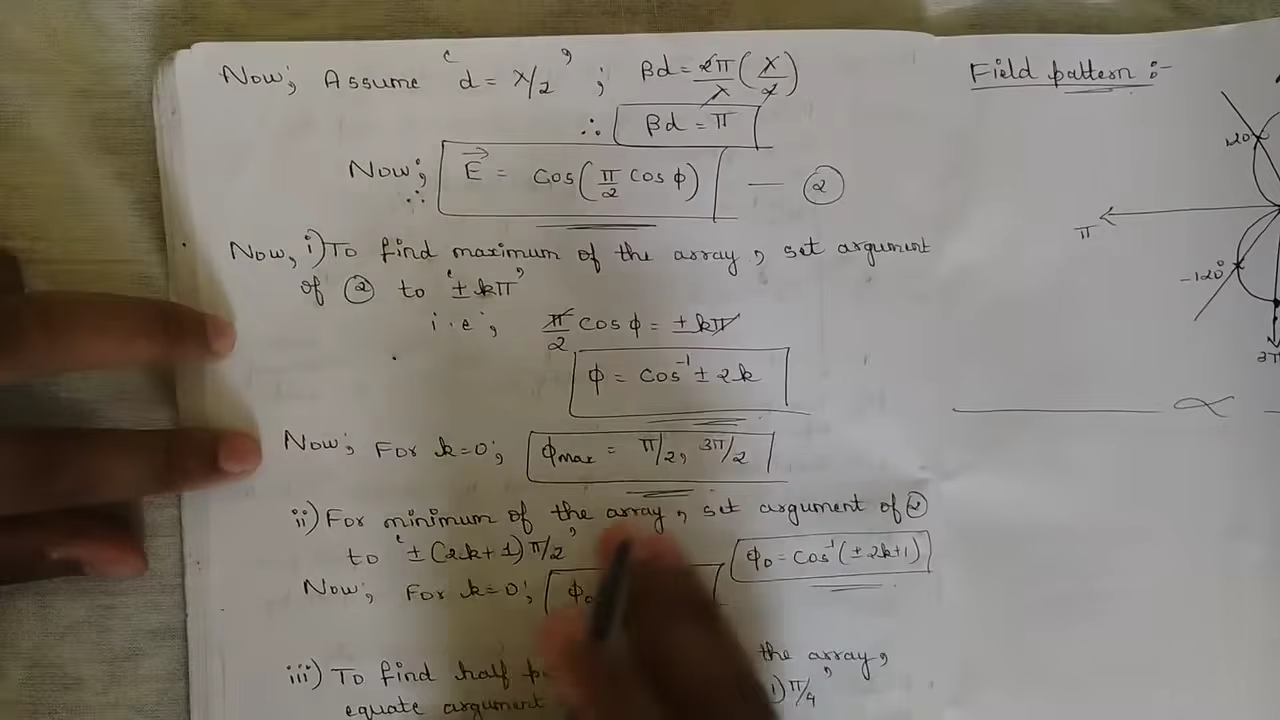 Now; Assume ‘d = λ/2’ ; βd = 2π/λ (λ/2)
∴ βd = π
Now; ∴ E⃗ = Cos(π/2 Cos ϕ) — ②
Now, i) To find maximum of the array, set argument
of ② to ‘± kπ’
i.e, π/2 Cos ϕ = ± kπ
ϕ = Cos⁻¹ ± 2k
Now; For k=0; ϕmax = π/2, 3π/2
ii) For minimum of the array, set argument of ②
to ‘± (2k+1) π/2’ ϕ0 = Cos⁻¹(± 2k+1)
Now; For k=0;
iii) To find half the array,
equate argument 1)π/4’
Field pattern :-
120°
π
-120°